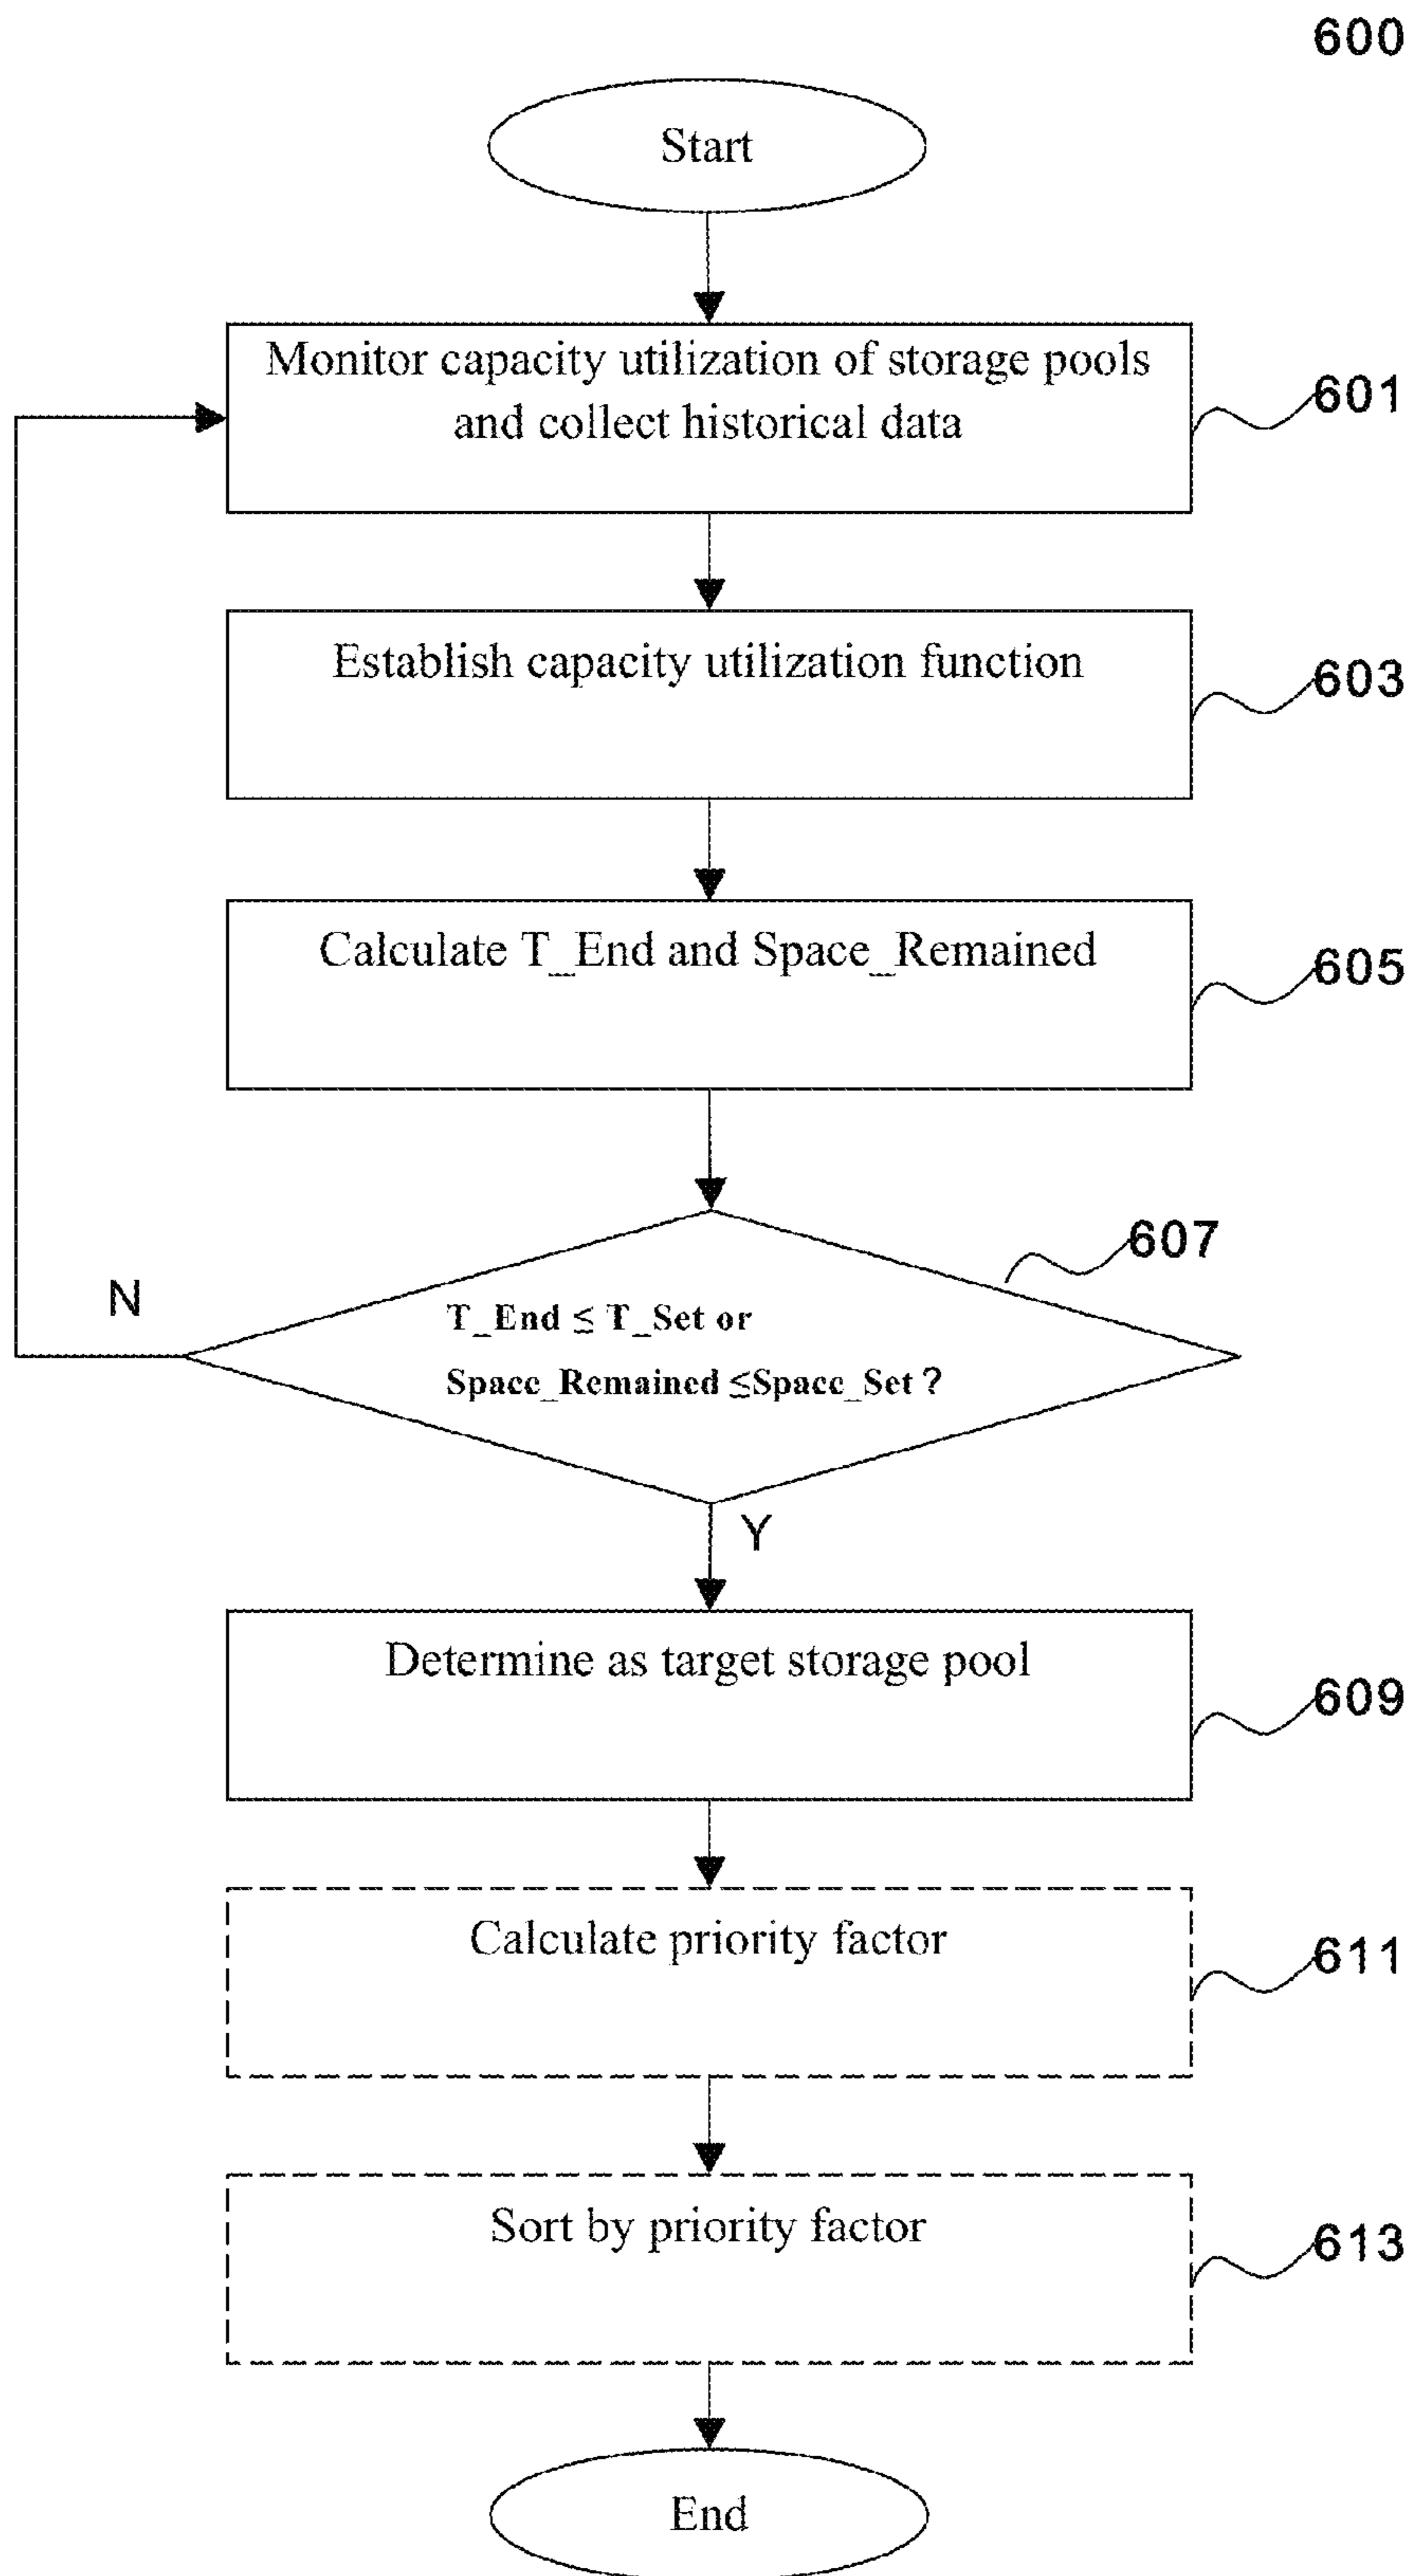 600
Start
Monitor capacity utilization of storage pools
and collect historical data
601
Establish capacity utilization function
603
Calculate T_End and Space_Remained
605
607
N
T_End ≦ T_Set or
Space_Remained ≦Space_Set ?
Y
Determine as target storage pool
609
Calculate priority factor
611
Sort by priority factor
613
End